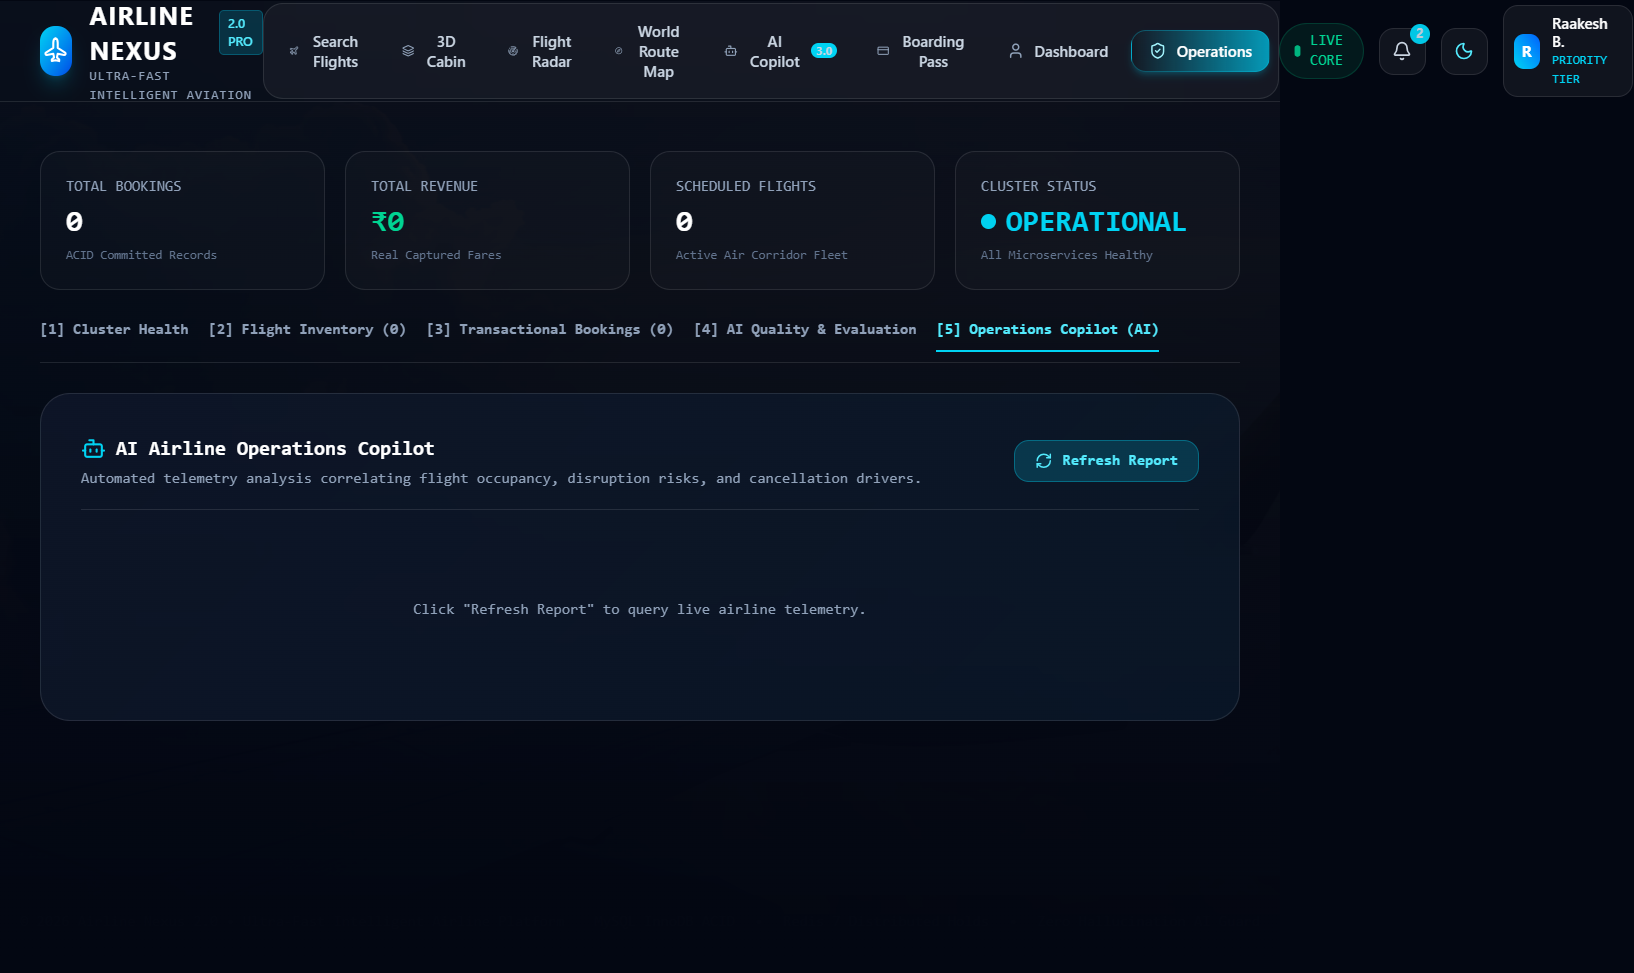 AIRLINE
NEXUS
2.0
PRO
ULTRA-FAST
INTELLIGENT AVIATION
Search
Flights
3D
Cabin
Flight
Radar
World
Route
Map
AI
Copilot
3.0
Boarding
Pass
Dashboard
Operations
LIVE
CORE
2
R
Raakesh
B.
PRIORITY
TIER
TOTAL BOOKINGS
0
ACID Committed Records
TOTAL REVENUE
₹0
Real Captured Fares
SCHEDULED FLIGHTS
0
Active Air Corridor Fleet
CLUSTER STATUS
OPERATIONAL
All Microservices Healthy
[1] Cluster Health [2] Flight Inventory (0) [3] Transactional Bookings (0) [4] AI Quality & Evaluation [5] Operations Copilot (AI)
AI Airline Operations Copilot
Automated telemetry analysis correlating flight occupancy, disruption risks, and cancellation drivers.
Refresh Report
Click "Refresh Report" to query live airline telemetry.